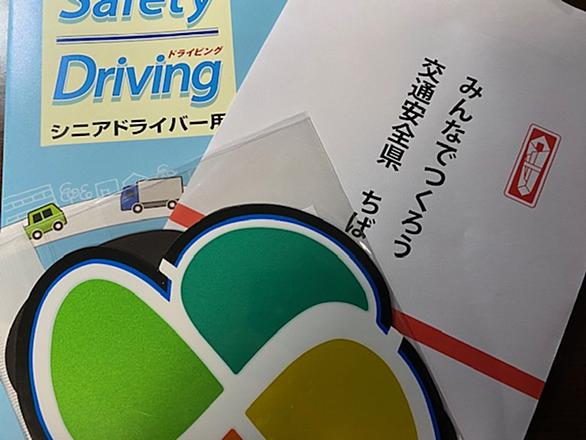 Safety
ドライビング
Driving
シニアドライバー用
みんなでつくろう
交通安全県 ちば